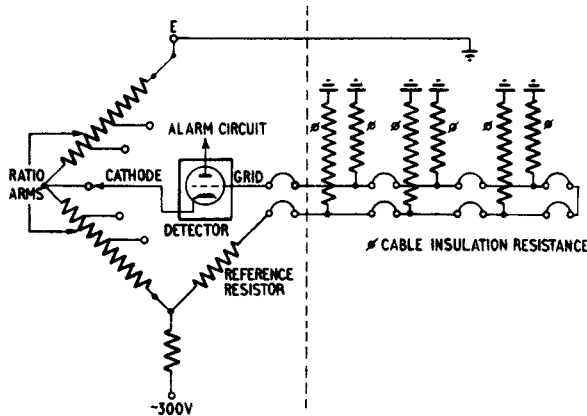 E
ALARM CIRCUIT
RATIO
ARMS
CATHODE
GRID
DETECTOR
REFERENCE
RESISTOR
ø
ø
ø
ø
ø
ø
ø CABLE INSULATION RESISTANCE
~300V